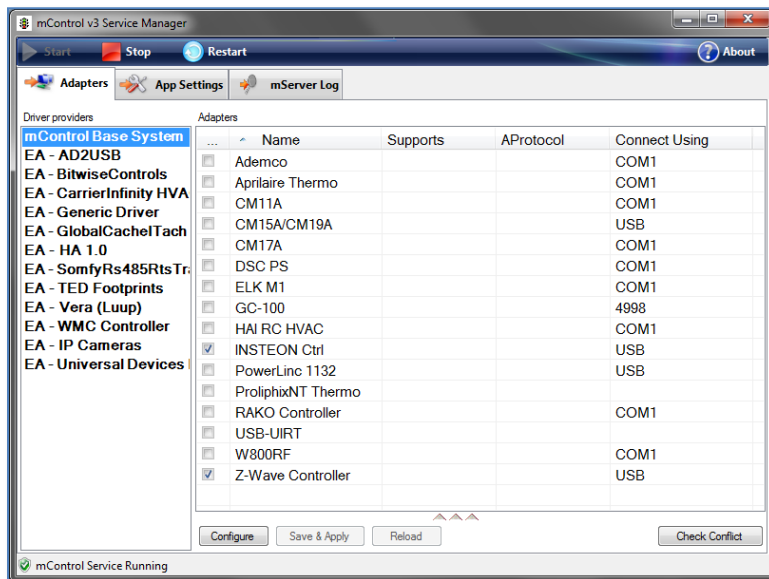 mControl v3 Service Manager
Start Stop Restart About
Adapters App Settings mServer Log
Driver providers
mControl Base System
EA - AD2USB
EA - BitwiseControls
EA - CarrierInfinity HVA
EA - Generic Driver
EA - GlobalCacheITach
EA - HA 1.0
EA - SomfyRs485RtsTr
EA - TED Footprints
EA - Vera (Luup)
EA - WMC Controller
EA - IP Cameras
EA - Universal Devices
Adapters
... Name Supports AProtocol Connect Using
Ademco COM1
Aprilaire Thermo COM1
CM11A COM1
CM15A/CM19A USB
CM17A COM1
DSC PS COM1
ELK M1 COM1
GC-100 4998
HAI RC HVAC COM1
INSTEON Ctrl USB
PowerLinc 1132 USB
ProliphixNT Thermo
RAKO Controller COM1
USB-UIRT
W800RF COM1
Z-Wave Controller USB
Configure Save & Apply Reload Check Conflict
mControl Service Running